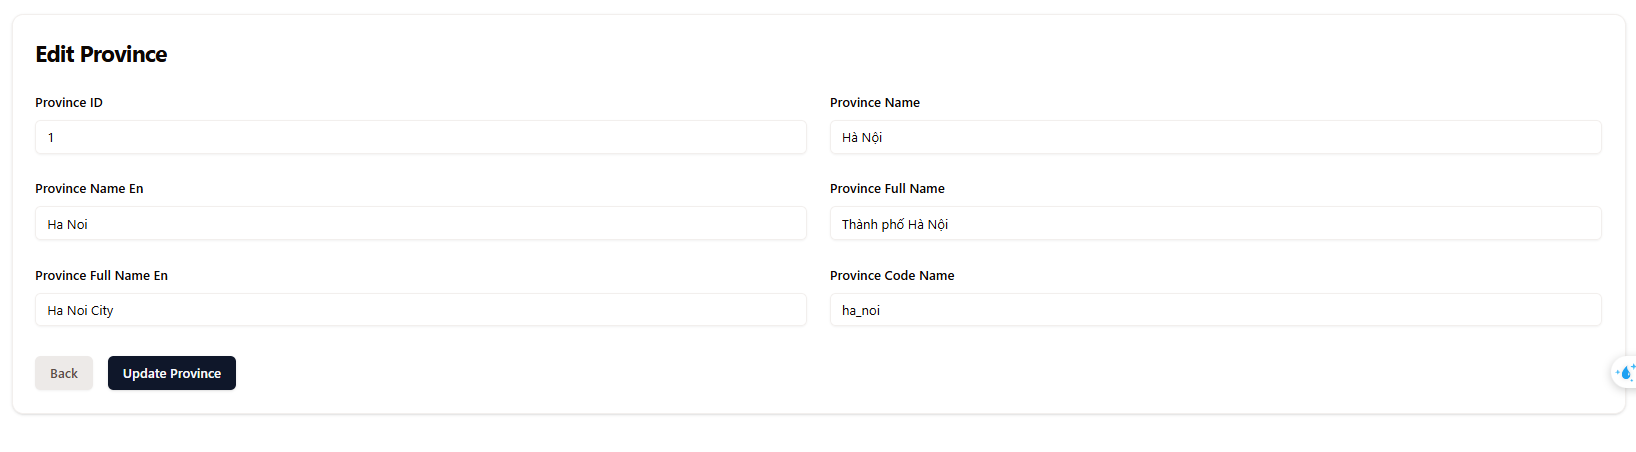 Edit Province
Province ID
1
Province Name
Hà Nội
Province Name En
Ha Noi
Province Full Name
Thành phố Hà Nội
Province Full Name En
Ha Noi City
Province Code Name
ha_noi
Back
Update Province